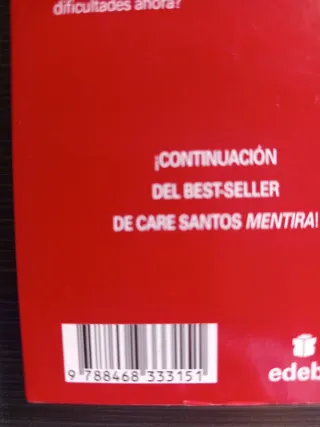 dificultades ahora?
¡CONTINUACIÓN
DEL BEST-SELLER
DE CARE SANTOS MENTIRA!
9 788468 333151
edeb